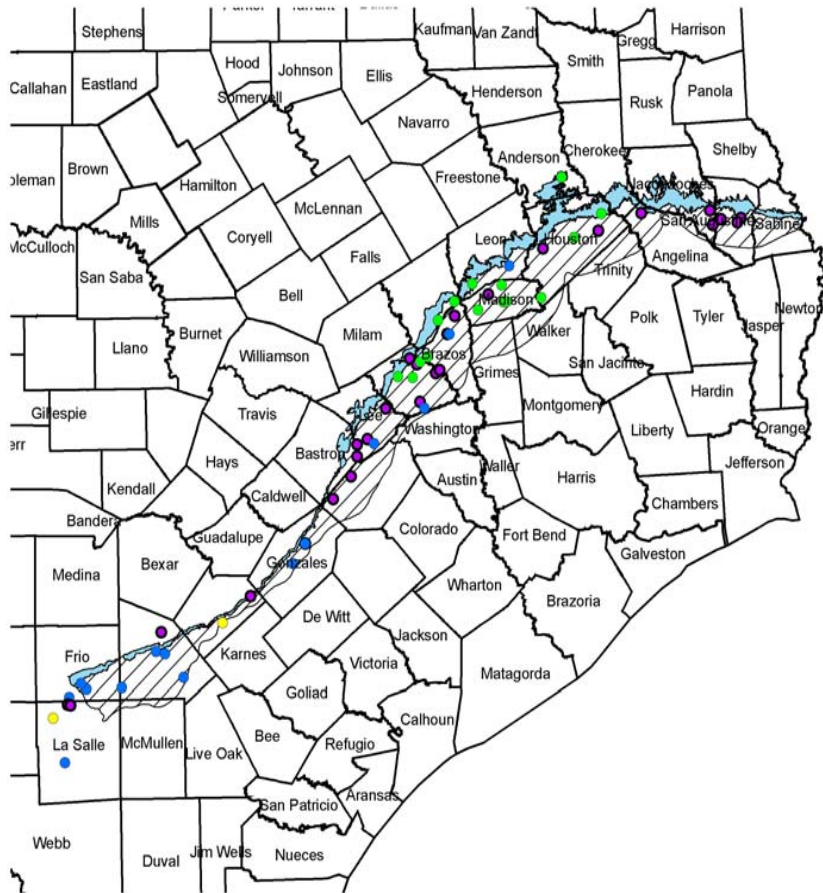 Kaufman
Van Zandt
Gregg
Harrison
Stephens
Hood
Johnson
Ellis
Smith
Callahan
Eastland
Somervell
Henderson
Rusk
Panola
Navarro
Anderson
Cherokee
Shelby
oleman
Brown
Hamilton
Freestone
Nacogdoches
McLennan
Mills
San Augustine
Sabine
McCulloch
Coryell
Falls
Leon
Houston
Angelina
San Saba
Bell
Madison
Trinity
Burnet
Milam
Walker
Polk
Tyler
Newton
Jasper
Llano
Williamson
Brazos
Grimes
San Jacinto
Gillespie
Travis
Lee
Montgomery
Hardin
Washington
Liberty
Orange
err
Hays
Bastrop
Austin
Waller
Harris
Jefferson
Kendall
Caldwell
Chambers
Bandera
Guadalupe
Colorado
Fort Bend
Galveston
Medina
Bexar
Gonzales
Wharton
Brazoria
De Witt
Frio
Karnes
Jackson
Victoria
Matagorda
Goliad
Calhoun
La Salle
McMullen
Live Oak
Bee
Refugio
Aransas
San Patricio
Webb
Duval
Jim Wells
Nueces